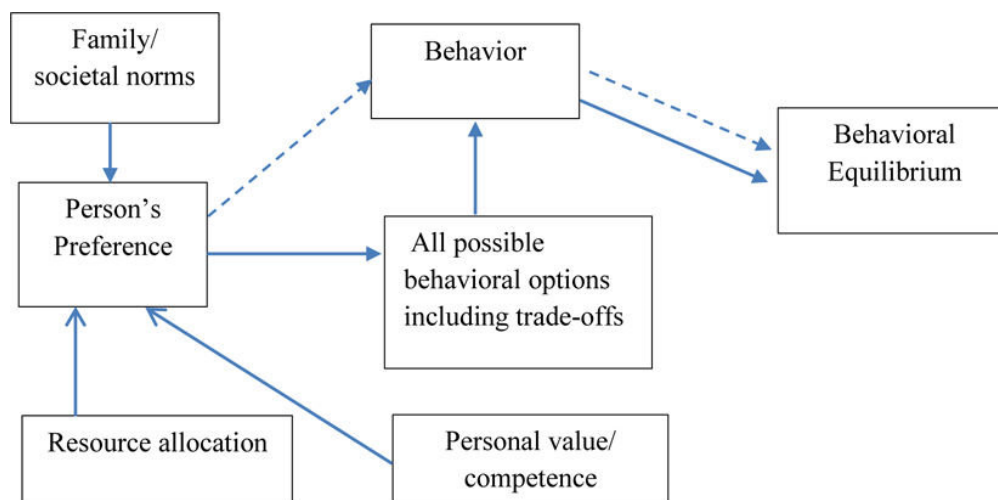 Family/
societal norms
Behavior
Behavioral
Equilibrium
Person’s
Preference
All possible
behavioral options
including trade-offs
Resource allocation
Personal value/
competence